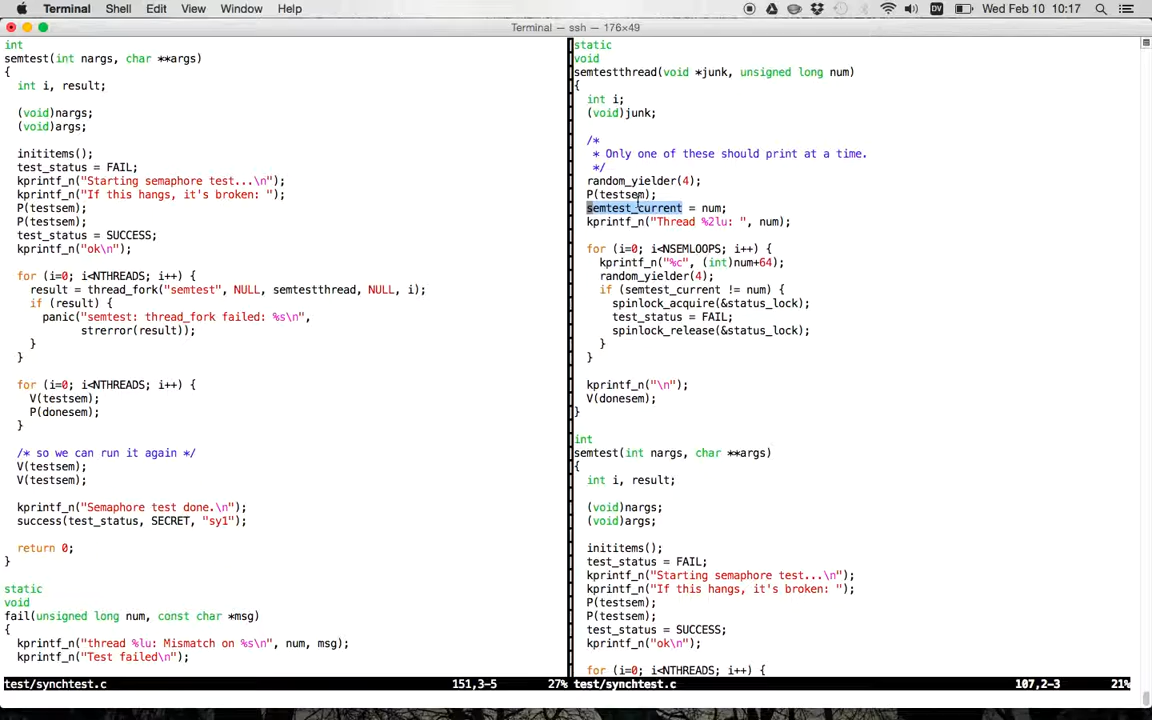 Terminal Shell Edit View Window Help
DV Wed Feb 10 10:17
Terminal — ssh — 176×49
int
semtest(int nargs, char **args)
{
int i, result;
(void)nargs;
(void)args;
inititems();
test_status = FAIL;
kprintf_n("Starting semaphore test...\n");
kprintf_n("If this hangs, it's broken: ");
P(testsem);
P(testsem);
test_status = SUCCESS;
kprintf_n("ok\n");
for (i=0; i<NTHREADS; i++) {
result = thread_fork("semtest", NULL, semtestthread, NULL, i);
if (result) {
panic("semtest: thread_fork failed: %s\n",
strerror(result));
}
}
for (i=0; i<NTHREADS; i++) {
V(testsem);
P(donesem);
}
/* so we can run it again */
V(testsem);
V(testsem);
kprintf_n("Semaphore test done.\n");
success(test_status, SECRET, "sy1");
return 0;
}
static
void
fail(unsigned long num, const char *msg)
{
kprintf_n("thread %lu: Mismatch on %s\n", num, msg);
kprintf_n("Test failed\n");
test/synchtest.c 151,3-5 27%
static
void
semtestthread(void *junk, unsigned long num)
{
int i;
(void)junk;
/*
* Only one of these should print at a time.
*/
random_yielder(4);
P(testsem);
semtest_current = num;
kprintf_n("Thread %2lu: ", num);
for (i=0; i<NSEMLOOPS; i++) {
kprintf_n("%c", (int)num+64);
random_yielder(4);
if (semtest_current != num) {
spinlock_acquire(&status_lock);
test_status = FAIL;
spinlock_release(&status_lock);
}
}
kprintf_n("\n");
V(donesem);
}
int
semtest(int nargs, char **args)
{
int i, result;
(void)nargs;
(void)args;
inititems();
test_status = FAIL;
kprintf_n("Starting semaphore test...\n");
kprintf_n("If this hangs, it's broken: ");
P(testsem);
P(testsem);
test_status = SUCCESS;
kprintf_n("ok\n");
for (i=0; i<NTHREADS; i++) {
test/synchtest.c 107,2-3 21%